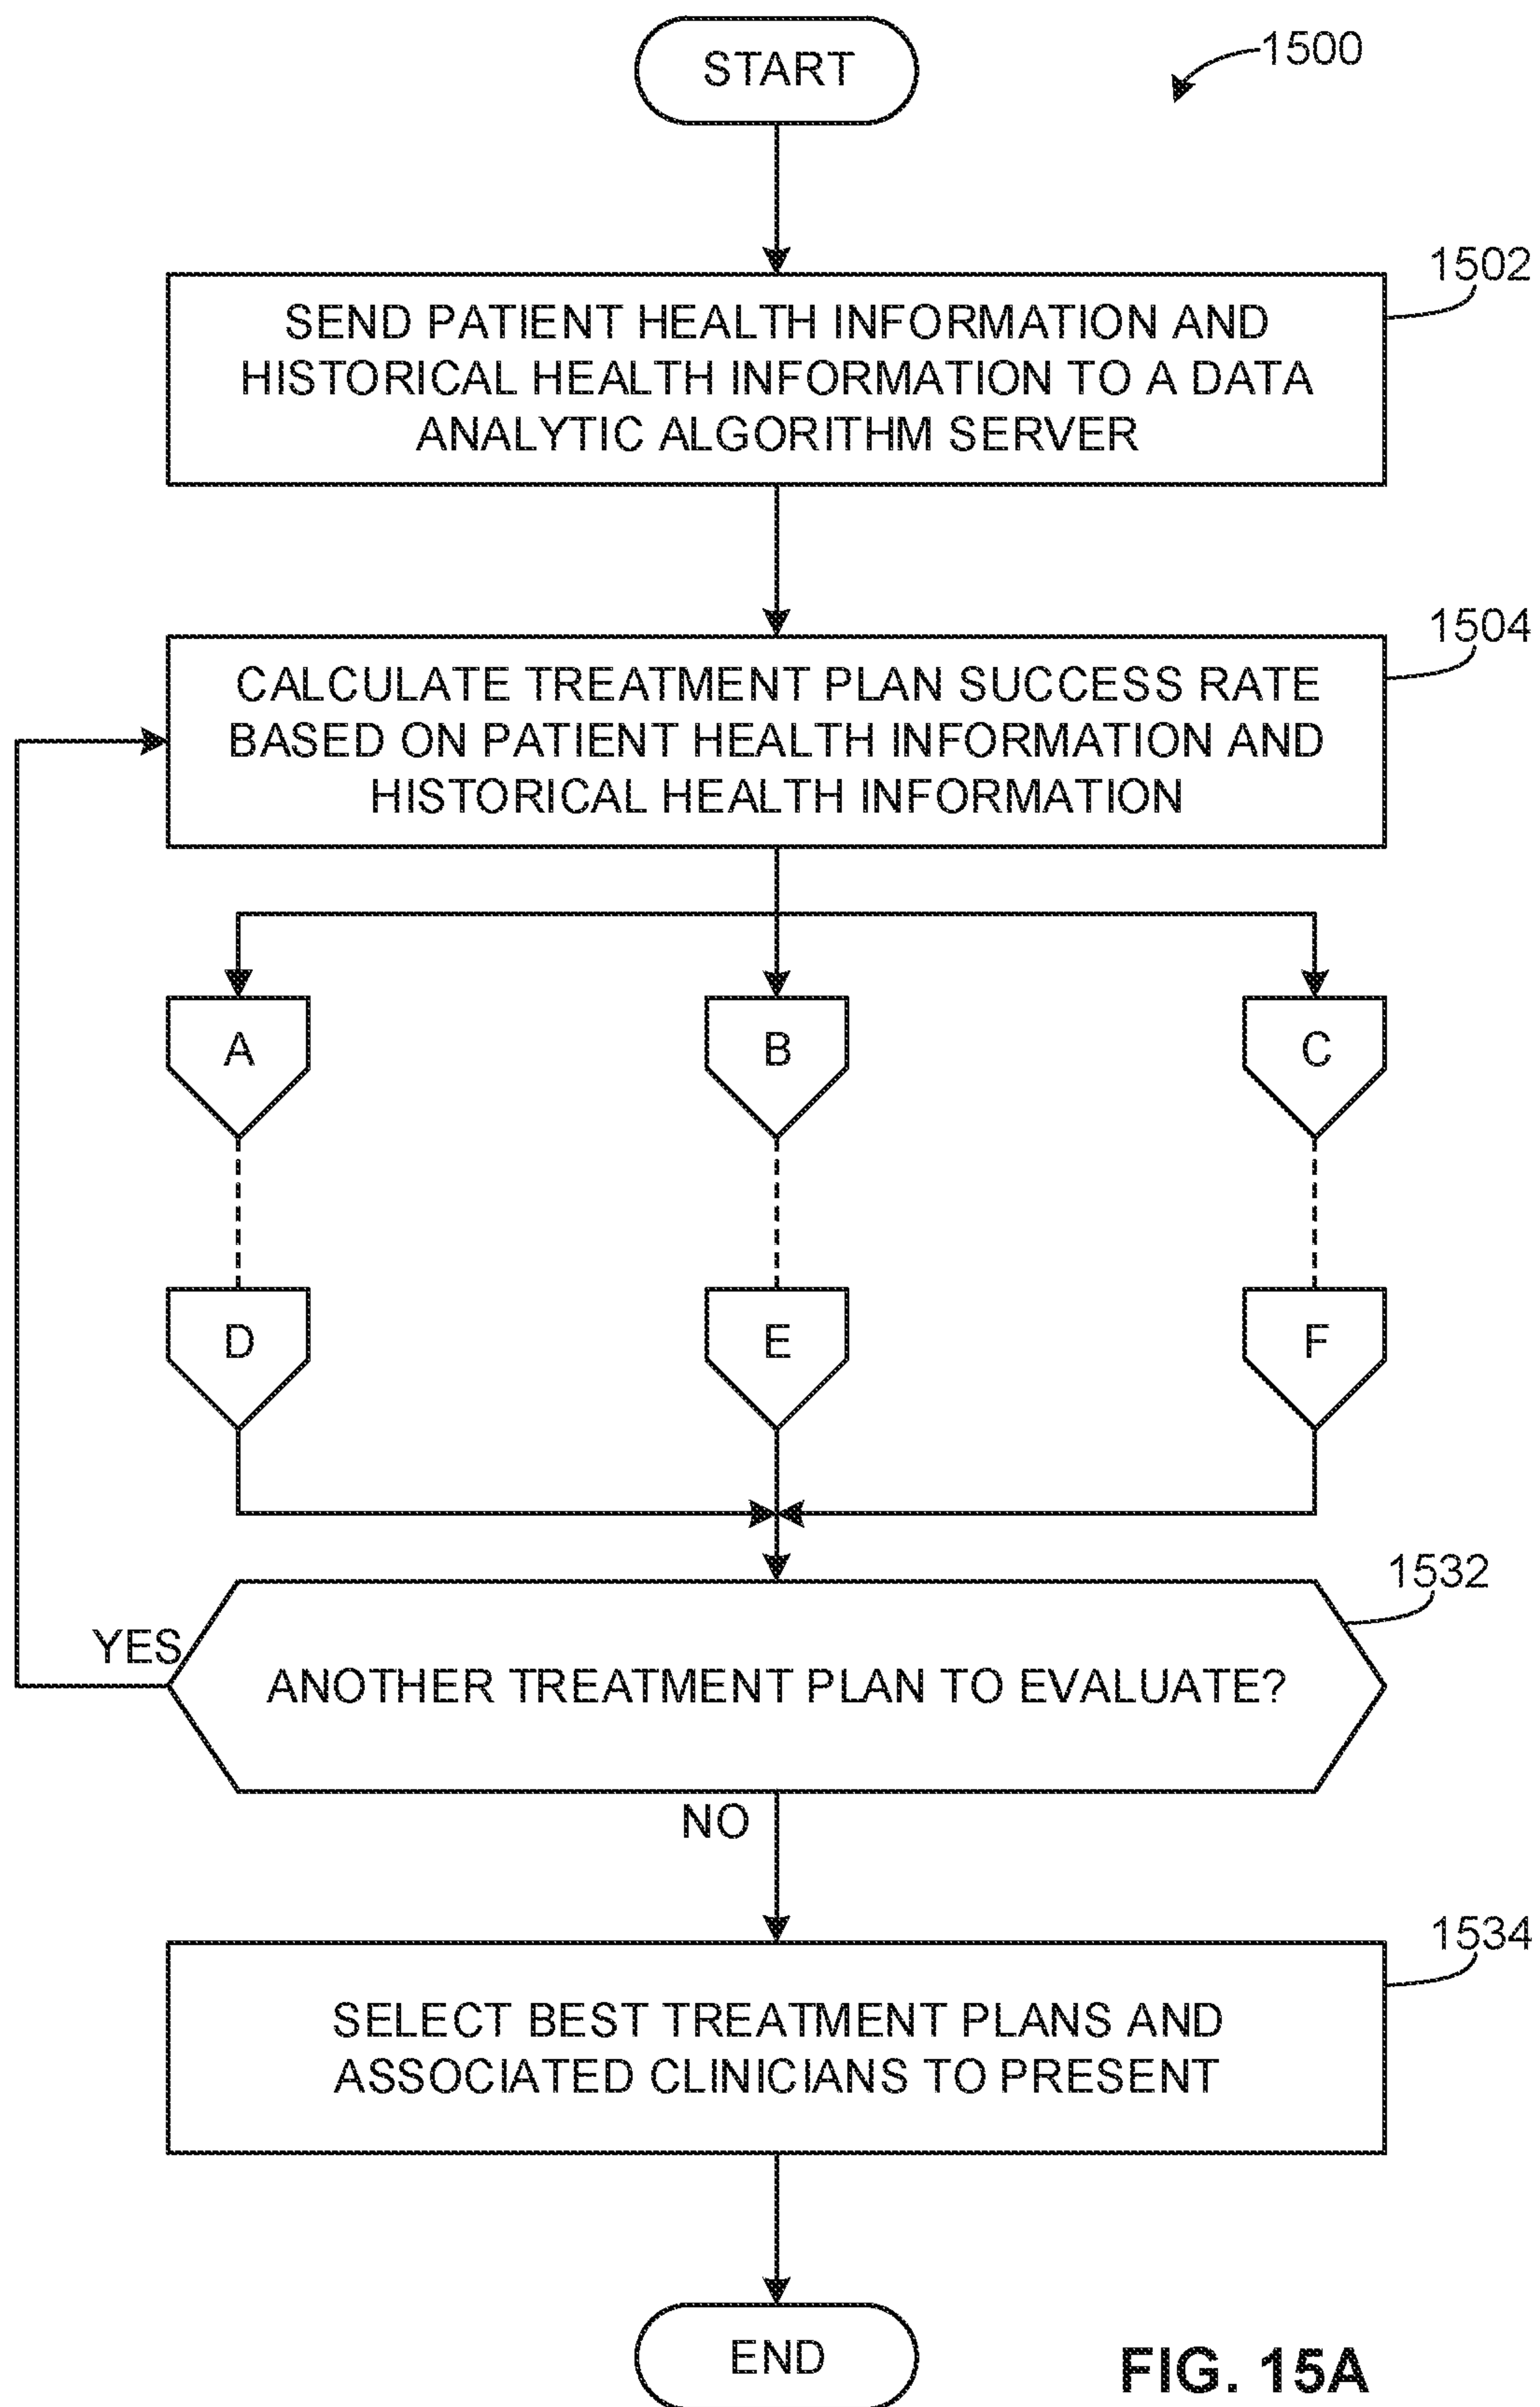 START
1500
1502
SEND PATIENT HEALTH INFORMATION AND
HISTORICAL HEALTH INFORMATION TO A DATA
ANALYTIC ALGORITHM SERVER
1504
CALCULATE TREATMENT PLAN SUCCESS RATE
BASED ON PATIENT HEALTH INFORMATION AND
HISTORICAL HEALTH INFORMATION
A
B
C
D
E
F
1532
YES
ANOTHER TREATMENT PLAN TO EVALUATE?
NO
1534
SELECT BEST TREATMENT PLANS AND
ASSOCIATED CLINICIANS TO PRESENT
END
FIG. 15A